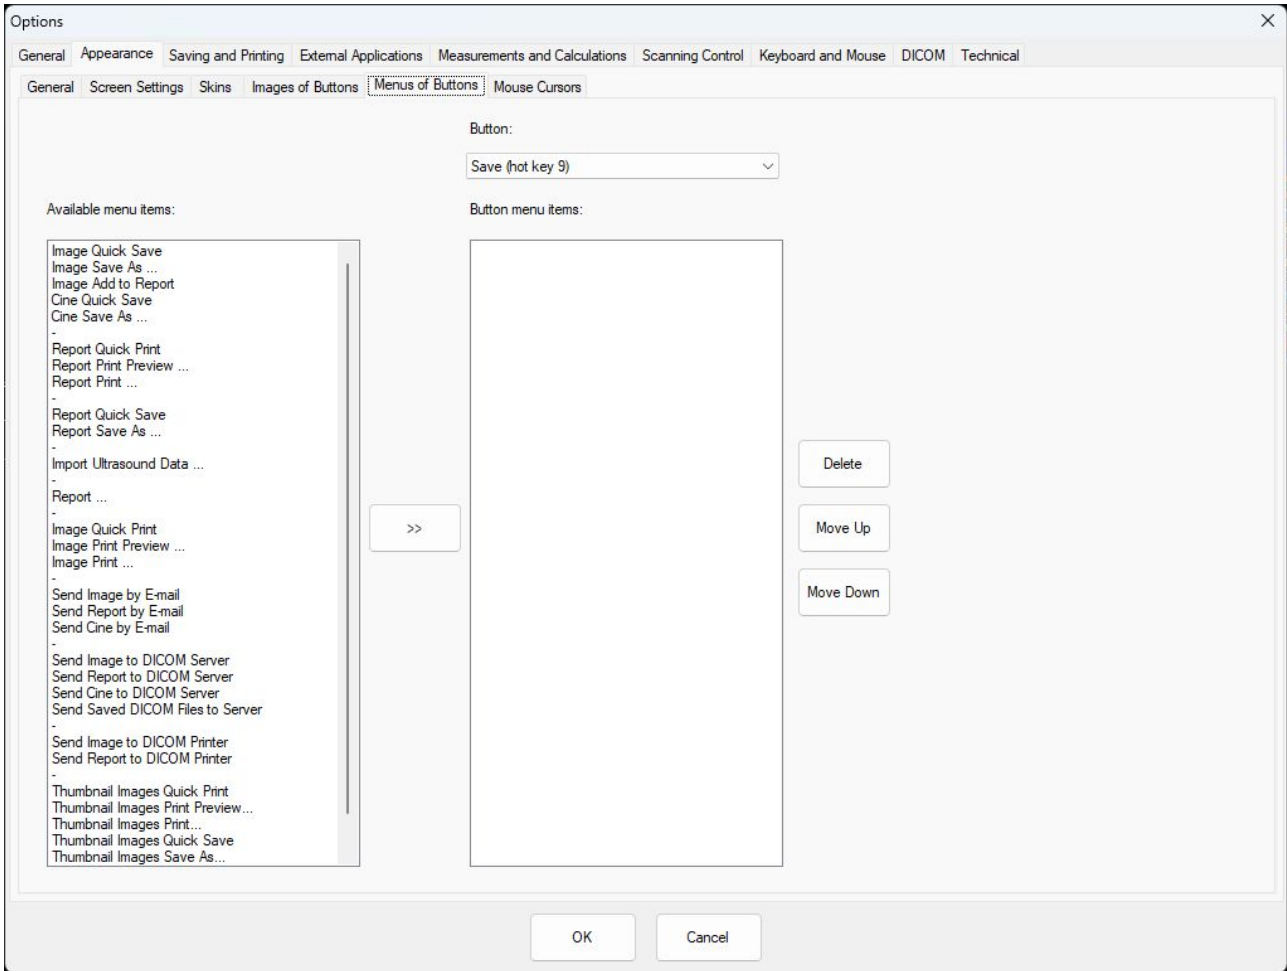 Options
General Appearance Saving and Printing External Applications Measurements and Calculations Scanning Control Keyboard and Mouse DICOM Technical
General Screen Settings Skins Images of Buttons Menus of Buttons Mouse Cursors
Button:
Save (hot key 9)
Available menu items:
Button menu items:
Image Quick Save
Image Save As ...
Image Add to Report
Cine Quick Save
Cine Save As ...
-
Report Quick Print
Report Print Preview ...
Report Print ...
-
Report Quick Save
Report Save As ...
-
Import Ultrasound Data ...
-
Report ...
-
Image Quick Print
Image Print Preview ...
Image Print ...
-
Send Image by E-mail
Send Report by E-mail
Send Cine by E-mail
-
Send Image to DICOM Server
Send Report to DICOM Server
Send Cine to DICOM Server
Send Saved DICOM Files to Server
-
Send Image to DICOM Printer
Send Report to DICOM Printer
-
Thumbnail Images Quick Print
Thumbnail Images Print Preview...
Thumbnail Images Print...
Thumbnail Images Quick Save
Thumbnail Images Save As...
>>
Delete
Move Up
Move Down
OK
Cancel